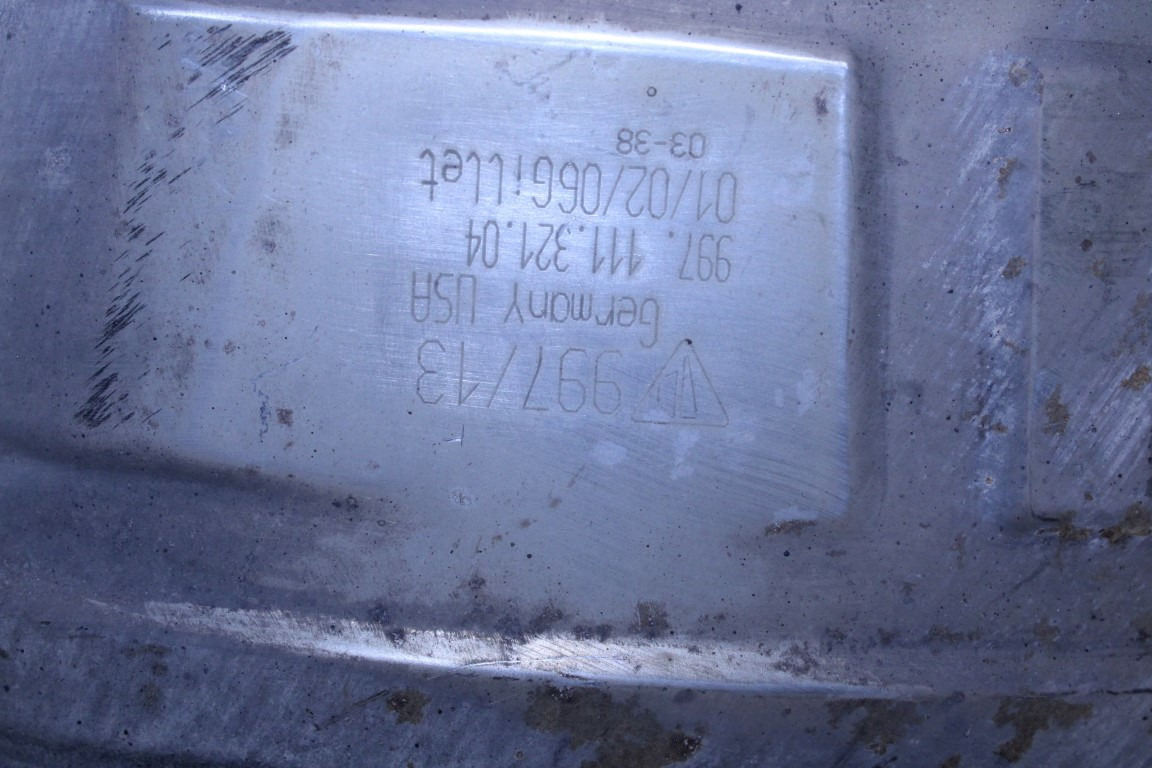 997/13
Germany USA
997. 111.321.04
01/02/06Gillet
03-38